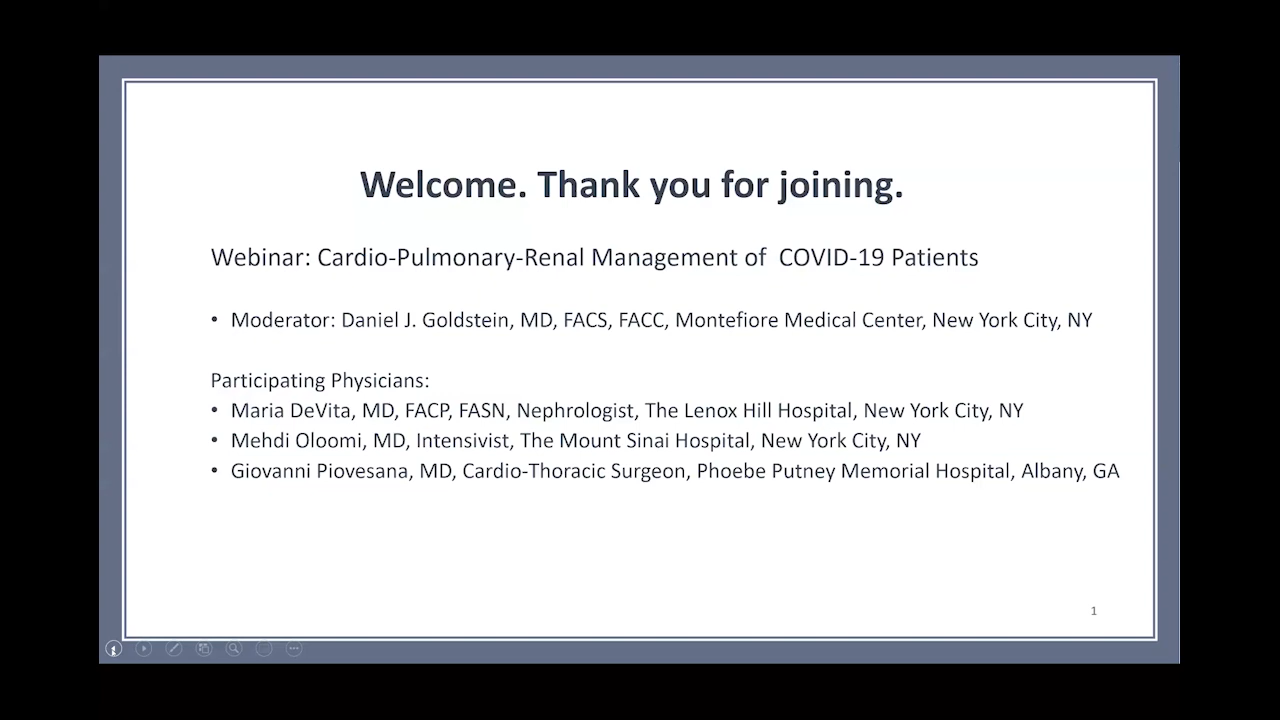 Welcome. Thank you for joining.
Webinar: Cardio-Pulmonary-Renal Management of  COVID-19 Patients
• Moderator: Daniel J. Goldstein, MD, FACS, FACC, Montefiore Medical Center, New York City, NY
Participating Physicians:
• Maria DeVita, MD, FACP, FASN, Nephrologist, The Lenox Hill Hospital, New York City, NY
• Mehdi Oloomi, MD, Intensivist, The Mount Sinai Hospital, New York City, NY
• Giovanni Piovesana, MD, Cardio-Thoracic Surgeon, Phoebe Putney Memorial Hospital, Albany, GA
1